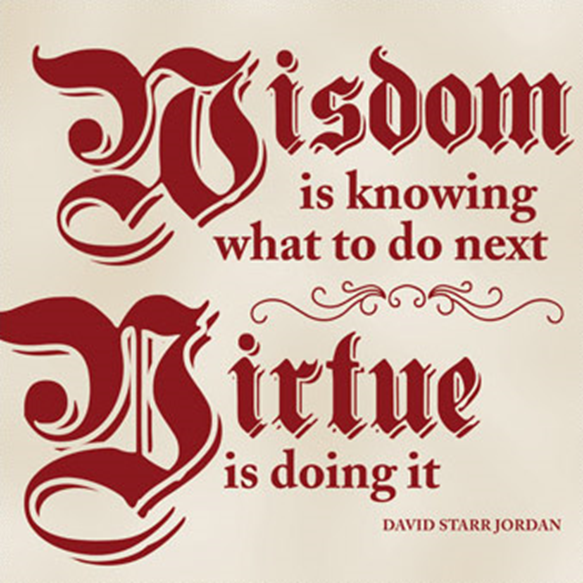 Wisdom
is knowing
what to do next
Virtue
is doing it
DAVID STARR JORDAN